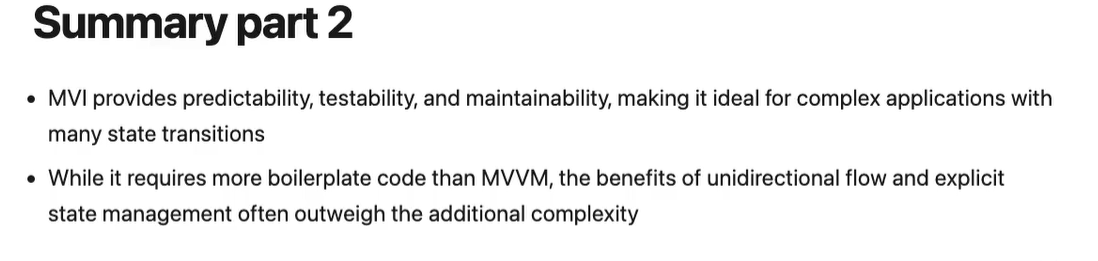 Summary part 2
• MVI provides predictability, testability, and maintainability, making it ideal for complex applications with
many state transitions
• While it requires more boilerplate code than MVVM, the benefits of unidirectional flow and explicit
state management often outweigh the additional complexity